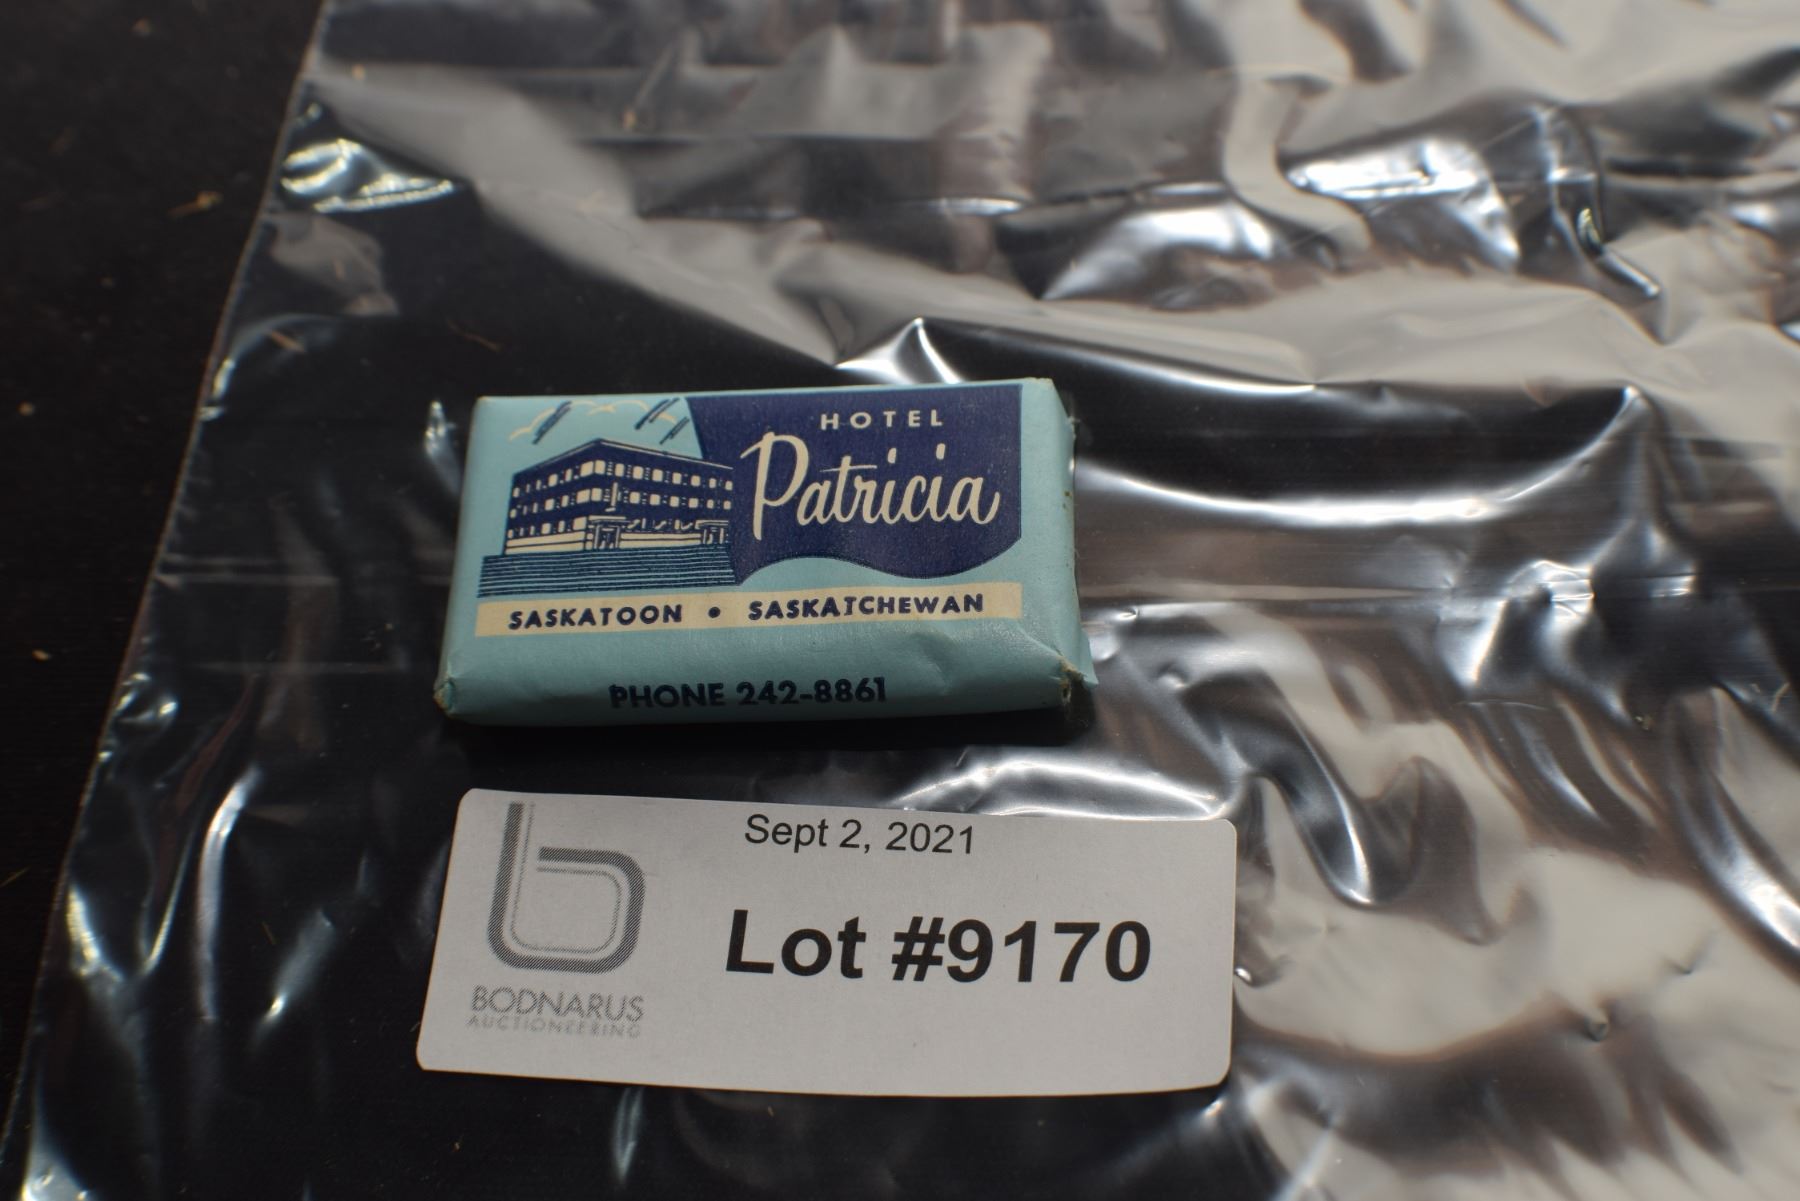 HOTEL
Patricia
SASKATOON • SASKATCHEWAN
PHONE 242-8861
Sept 2, 2021
Lot #9170
BODNARUS
AUCTIONEERING